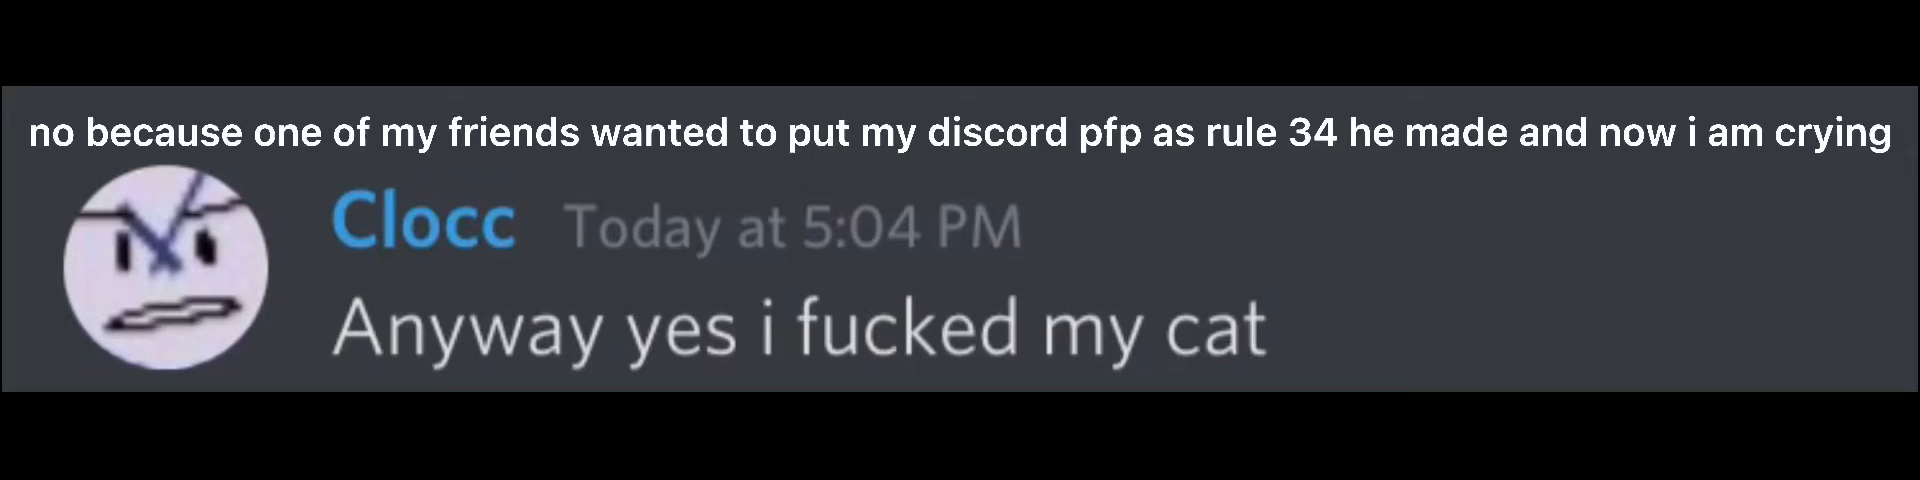 no because one of my friends wanted to put my discord pfp as rule 34 he made and now i am crying
Clocc Today at 5:04 PM
Anyway yes i fucked my cat